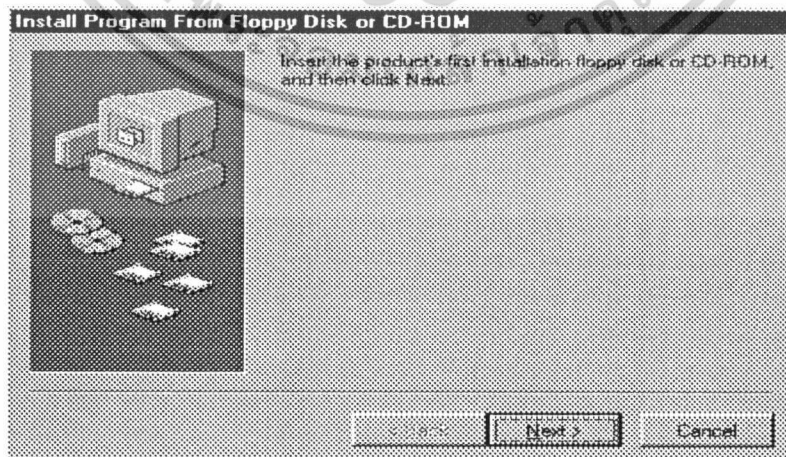 Install Program From Floppy Disk or CD-ROM
Insert the product's first installation floppy disk or CD-ROM,
and then click Next.
< Back
Next >
Cancel